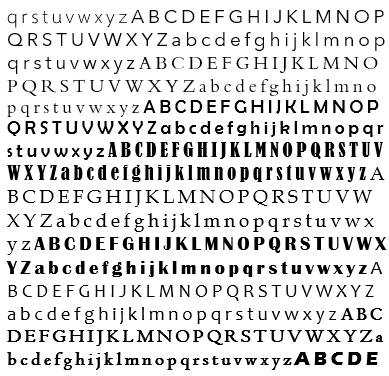 qrstuvwxyzABCDEFGHIJKLMNOP
QRSTUVWXYZabcdefghijklmnop
qrstuvwxyzABCDEFGHIJKLMNO
PQRSTUVWXYZabcdefghijklmno
pqrstuvwxyzABCDEFGHIJKLMNOP
QRSTUVWXYZabcdefghijklmnopqr
stuvwxyzABCDEFGHIJKLMNOPQRSTUV
WXYZabcdefghijklmnopqrstuvwxyzA
BCDEFGHIJKLMNOPQRSTUVW
XYZabcdefghijklmnopqrstuvwx
yzABCDEFGHIJKLMNOPQRSTUVWX
YZabcdefghijklmnopqrstuvwxyzA
BCDEFGHIJKLMNOPQRSTUVWXYZ
abcdefghijklmnopqrstuvwxyzABC
DEFGHIJKLMNOPQRSTUVWXYZa
bcdefghijklmnopqrstuvwxyzABCDE